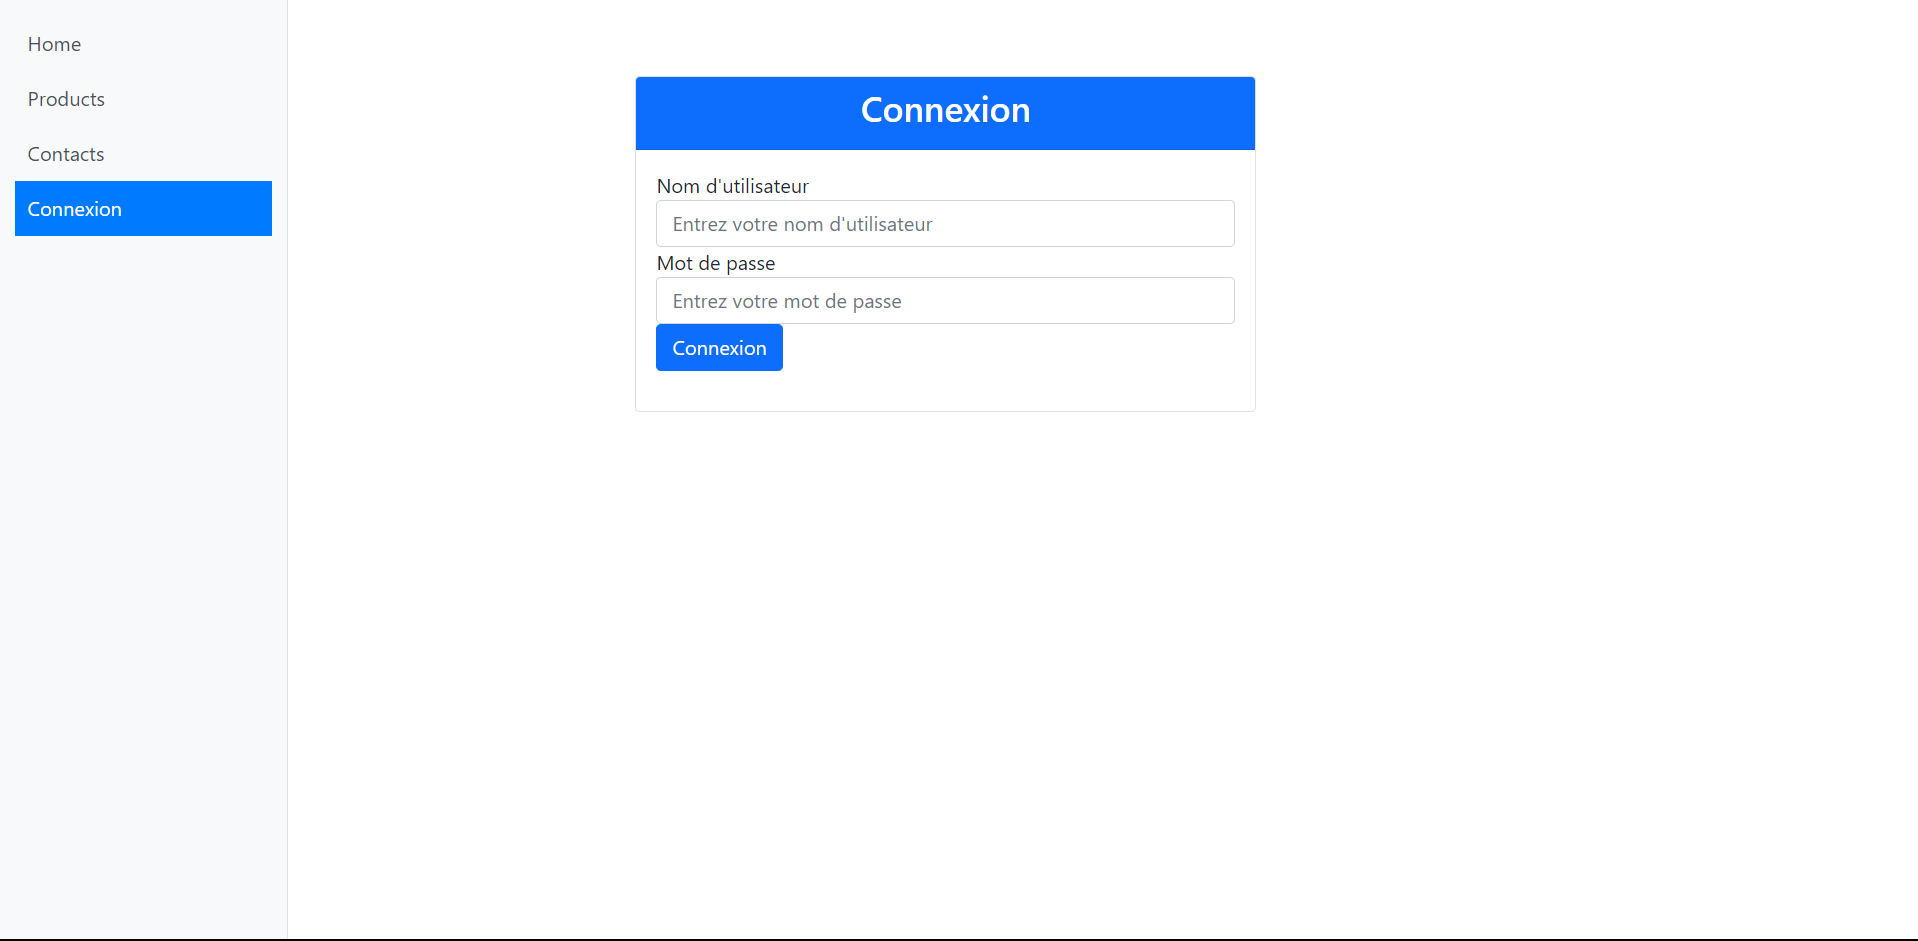 Home
Products
Contacts
Connexion
Connexion
Nom d'utilisateur
Entrez votre nom d'utilisateur
Mot de passe
Entrez votre mot de passe
Connexion